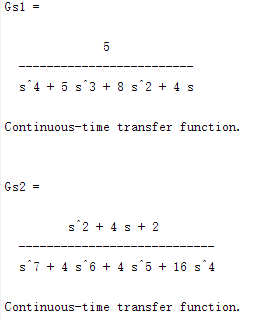 Gs1 =
5
-------------------------
s^4 + 5 s^3 + 8 s^2 + 4 s
Continuous-time transfer function.
Gs2 =
s^2 + 4 s + 2
----------------------------
s^7 + 4 s^6 + 4 s^5 + 16 s^4
Continuous-time transfer function.